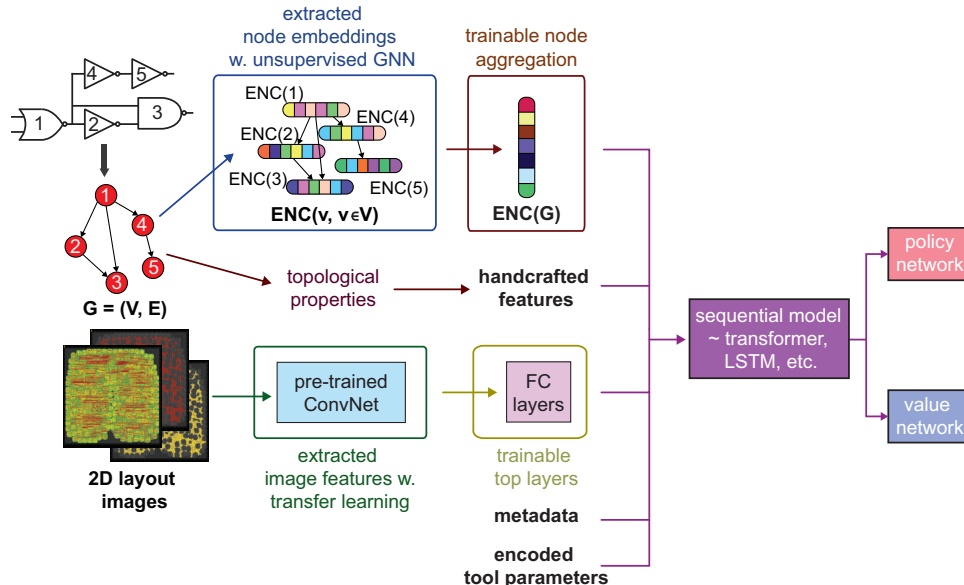 extracted
node embeddings
w. unsupervised GNN
trainable node
aggregation
4
5
1
2
3
ENC(1)
ENC(4)
ENC(2)
ENC(3)
ENC(5)
ENC(v, v∈V)
ENC(G)
1
4
2
5
3
G = (V, E)
topological
properties
handcrafted
features
policy
network
sequential model
~ transformer,
LSTM, etc.
value
network
pre-trained
ConvNet
FC
layers
2D layout
images
extracted
image features w.
transfer learning
trainable
top layers
metadata
encoded
tool parameters